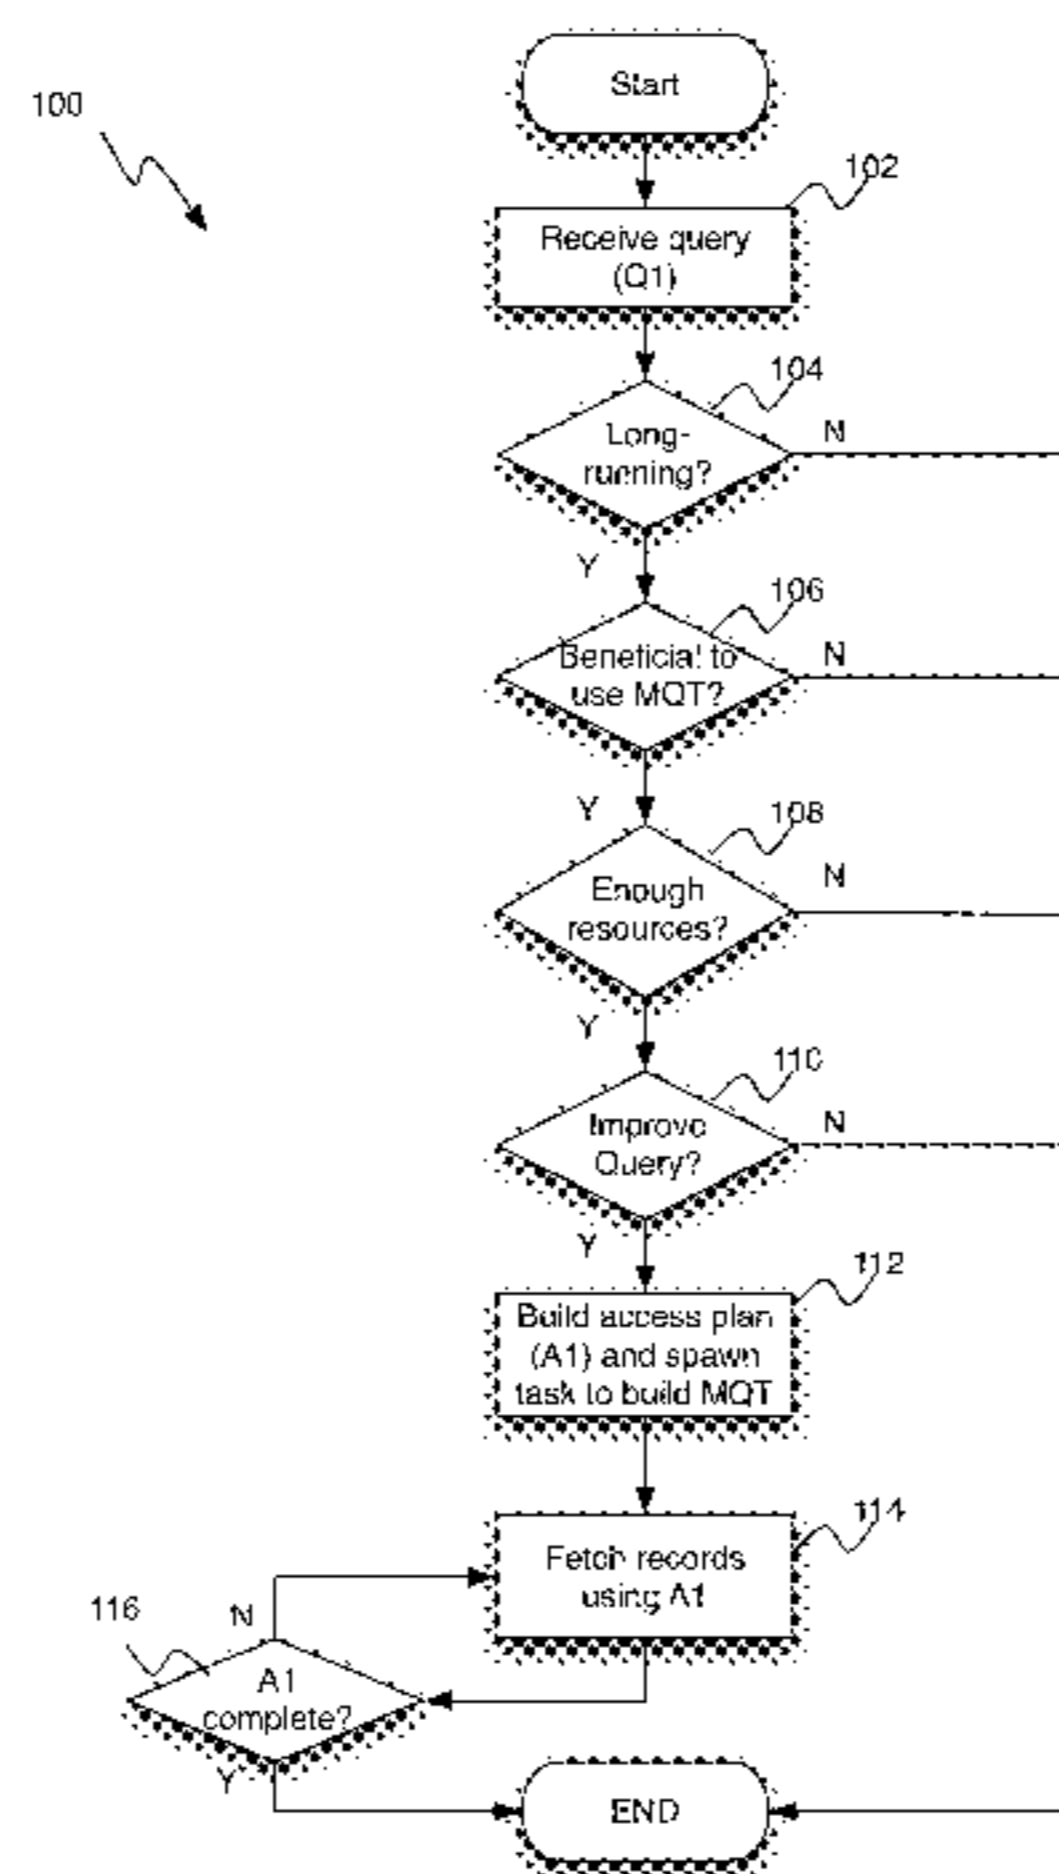 100
Start
102
Receive query
(Q1)
104
Long-
running?
N
Y
106
Beneficial to
use MQT?
N
Y
108
Enough
resources?
N
Y
110
Improve
Query?
N
Y
112
Build access plan
(A1) and spawn
task to build MQT
114
Fetch records
using A1
116
N
A1
complete?
Y
END